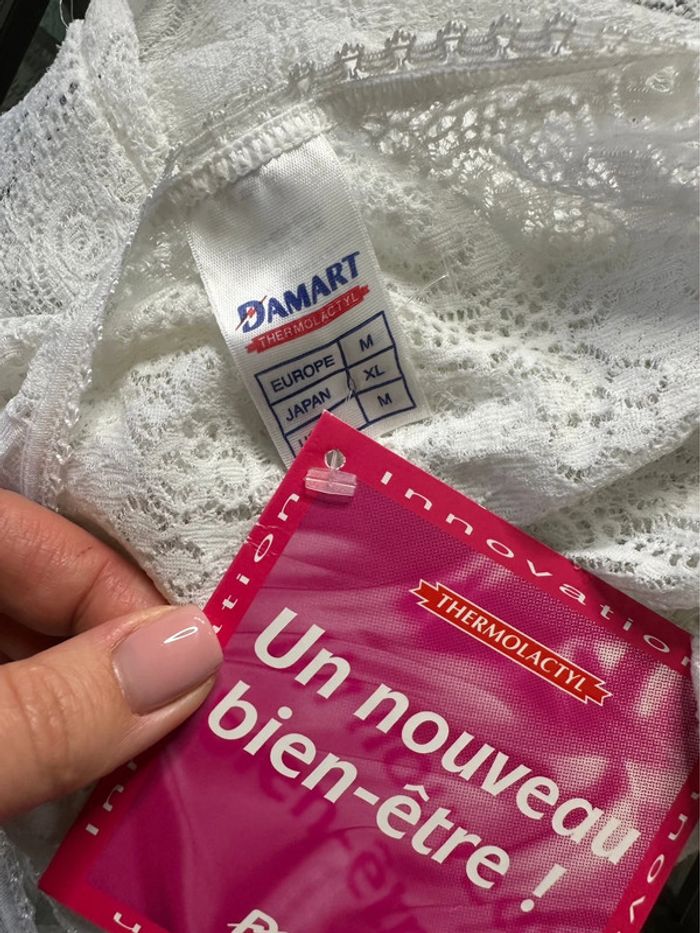 DAMART
THERMOLACTYL
EUROPE M
JAPAN XL
M
innovation
THERMOLACTYL
Un nouveau
bien-être !